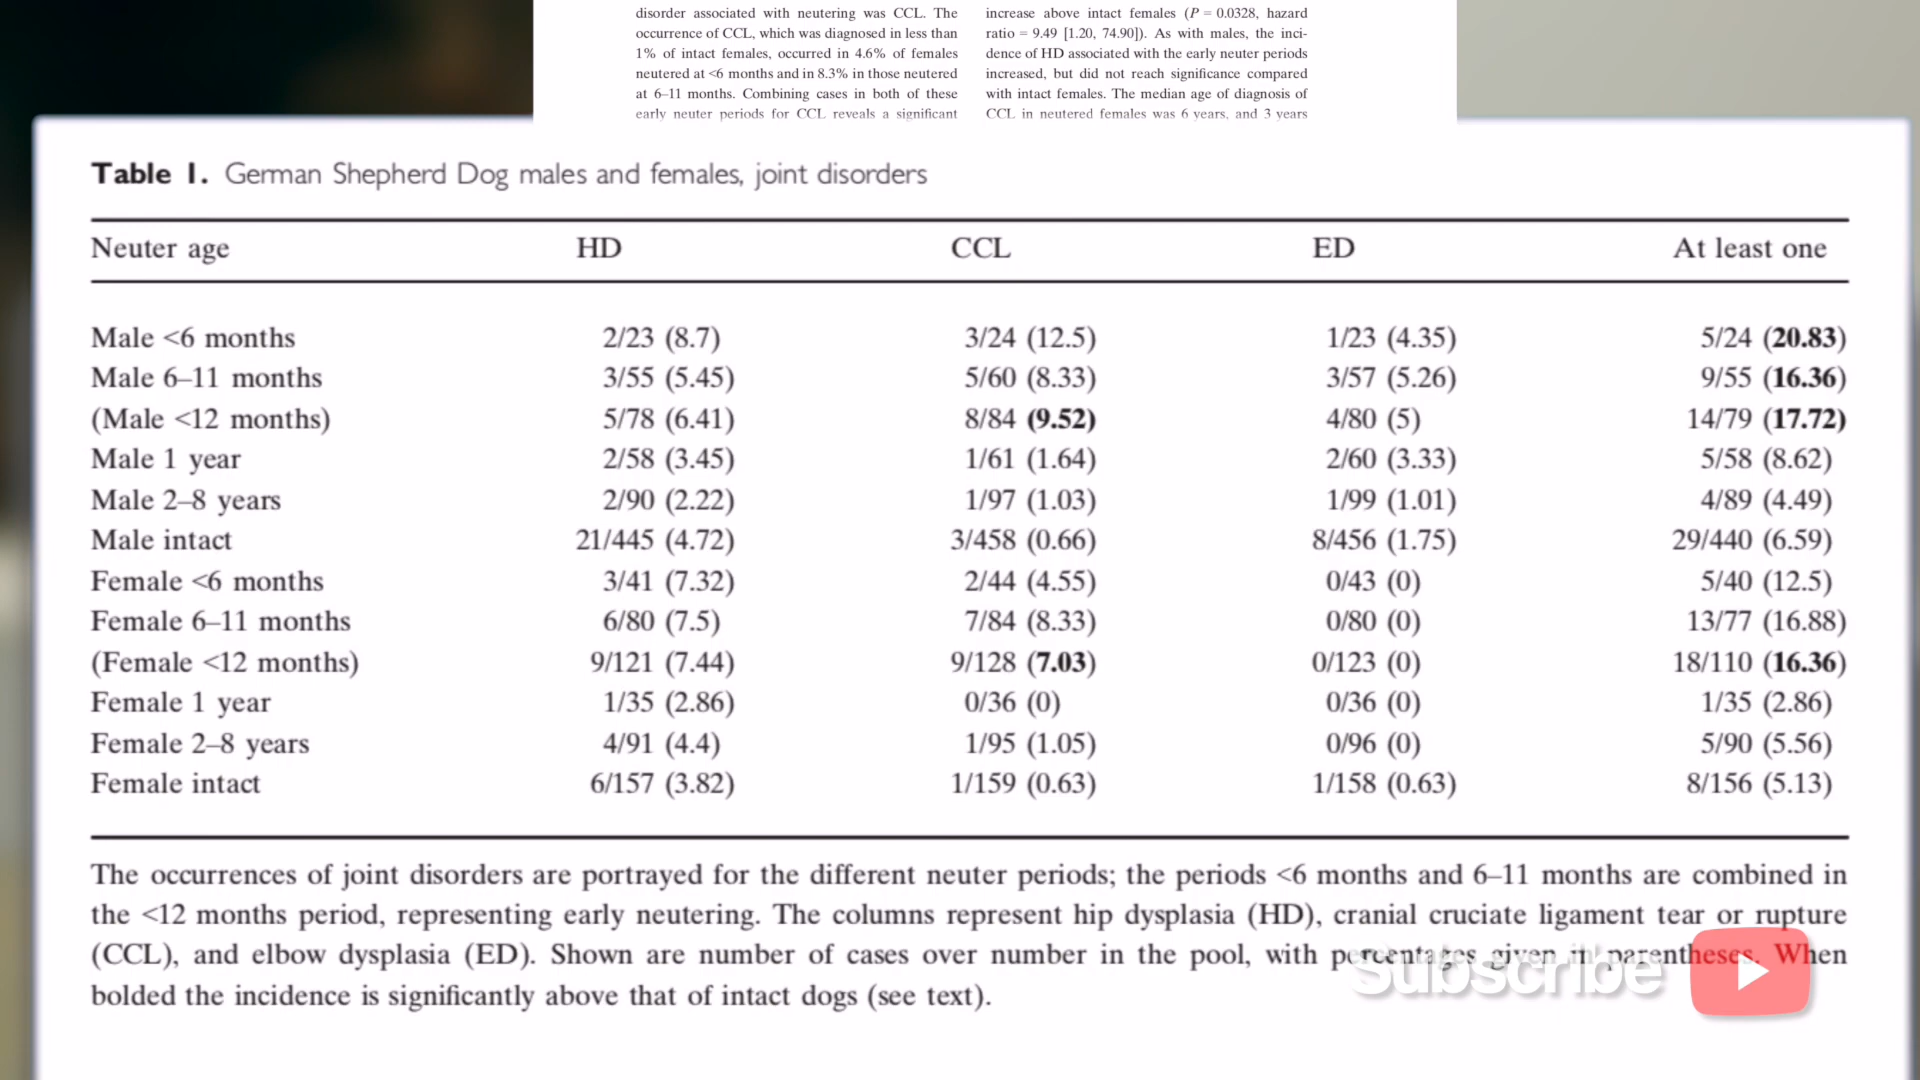 disorder associated with neutering was CCL. The
occurrence of CCL, which was diagnosed in less than
1% of intact females, occurred in 4.6% of females
neutered at <6 months and in 8.3% in those neutered
at 6–11 months. Combining cases in both of these
early neuter periods for CCL reveals a significant
increase above intact females (P = 0.0328, hazard
ratio = 9.49 [1.20, 74.90]). As with males, the inci-
dence of HD associated with the early neuter periods
increased, but did not reach significance compared
with intact females. The median age of diagnosis of
CCL in neutered females was 6 years, and 3 years
Table 1. German Shepherd Dog males and females, joint disorders
Neuter age HD CCL ED At least one
Male <6 months 2/23 (8.7) 3/24 (12.5) 1/23 (4.35) 5/24 (20.83)
Male 6–11 months 3/55 (5.45) 5/60 (8.33) 3/57 (5.26) 9/55 (16.36)
(Male <12 months) 5/78 (6.41) 8/84 (9.52) 4/80 (5) 14/79 (17.72)
Male 1 year 2/58 (3.45) 1/61 (1.64) 2/60 (3.33) 5/58 (8.62)
Male 2–8 years 2/90 (2.22) 1/97 (1.03) 1/99 (1.01) 4/89 (4.49)
Male intact 21/445 (4.72) 3/458 (0.66) 8/456 (1.75) 29/440 (6.59)
Female <6 months 3/41 (7.32) 2/44 (4.55) 0/43 (0) 5/40 (12.5)
Female 6–11 months 6/80 (7.5) 7/84 (8.33) 0/80 (0) 13/77 (16.88)
(Female <12 months) 9/121 (7.44) 9/128 (7.03) 0/123 (0) 18/110 (16.36)
Female 1 year 1/35 (2.86) 0/36 (0) 0/36 (0) 1/35 (2.86)
Female 2–8 years 4/91 (4.4) 1/95 (1.05) 0/96 (0) 5/90 (5.56)
Female intact 6/157 (3.82) 1/159 (0.63) 1/158 (0.63) 8/156 (5.13)
The occurrences of joint disorders are portrayed for the different neuter periods; the periods <6 months and 6–11 months are combined in
the <12 months period, representing early neutering. The columns represent hip dysplasia (HD), cranial cruciate ligament tear or rupture
(CCL), and elbow dysplasia (ED). Shown are number of cases over number in the pool, with percentages given in parentheses. When
bolded the incidence is significantly above that of intact dogs (see text).
Subscribe